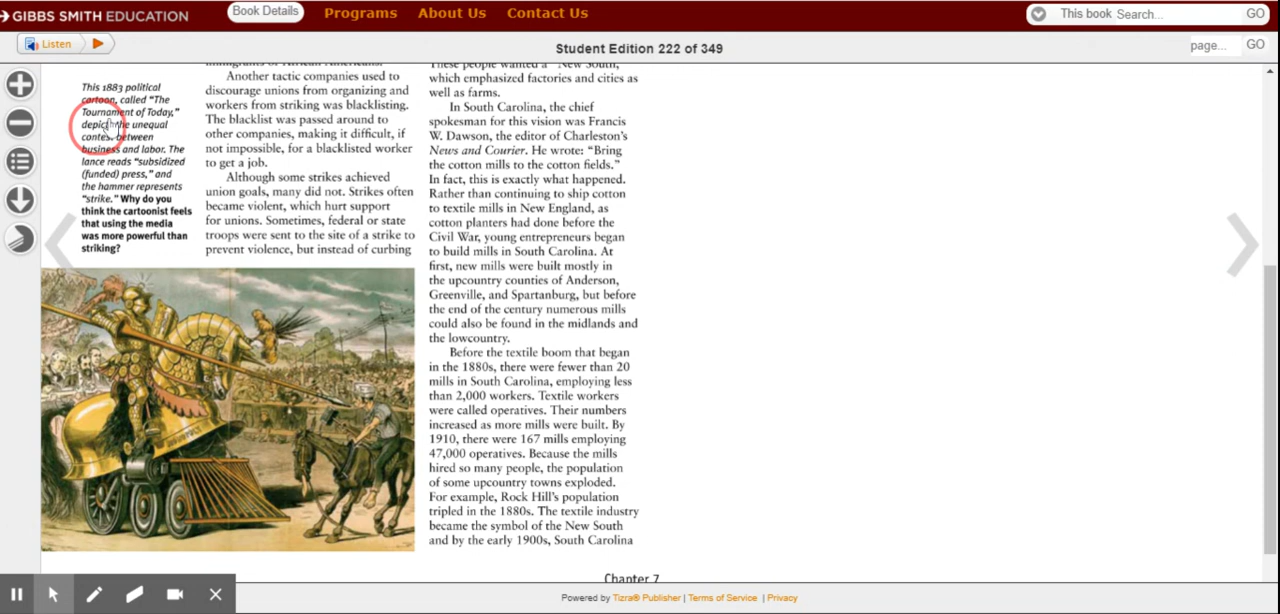 GIBBS SMITH EDUCATION
Book Details
Programs
About Us
Contact Us
This book
Search...
GO
Listen
Student Edition 222 of 349
page...
GO
This 1883 political
cartoon, called “The
Tournament of Today,”
depicts the unequal
contest between
business and labor. The
lance reads “subsidized
(funded) press,” and
the hammer represents
“strike.” Why do you
think the cartoonist feels
that using the media
was more powerful than
striking?
immigrants or African Americans.
Another tactic companies used to
discourage unions from organizing and
workers from striking was blacklisting.
The blacklist was passed around to
other companies, making it difficult, if
not impossible, for a blacklisted worker
to get a job.
Although some strikes achieved
union goals, many did not. Strikes often
became violent, which hurt support
for unions. Sometimes, federal or state
troops were sent to the site of a strike to
prevent violence, but instead of curbing
These people wanted a “New South,”
which emphasized factories and cities as
well as farms.
In South Carolina, the chief
spokesman for this vision was Francis
W. Dawson, the editor of Charleston’s
News and Courier. He wrote: “Bring
the cotton mills to the cotton fields.”
In fact, this is exactly what happened.
Rather than continuing to ship cotton
to textile mills in New England, as
cotton planters had done before the
Civil War, young entrepreneurs began
to build mills in South Carolina. At
first, new mills were built mostly in
the upcountry counties of Anderson,
Greenville, and Spartanburg, but before
the end of the century numerous mills
could also be found in the midlands and
the lowcountry.
Before the textile boom that began
in the 1880s, there were fewer than 20
mills in South Carolina, employing less
than 2,000 workers. Textile workers
were called operatives. Their numbers
increased as more mills were built. By
1910, there were 167 mills employing
47,000 operatives. Because the mills
hired so many people, the population
of some upcountry towns exploded.
For example, Rock Hill’s population
tripled in the 1880s. The textile industry
became the symbol of the New South
and by the early 1900s, South Carolina
Chapter 7
Powered by Tizra® Publisher | Terms of Service | Privacy